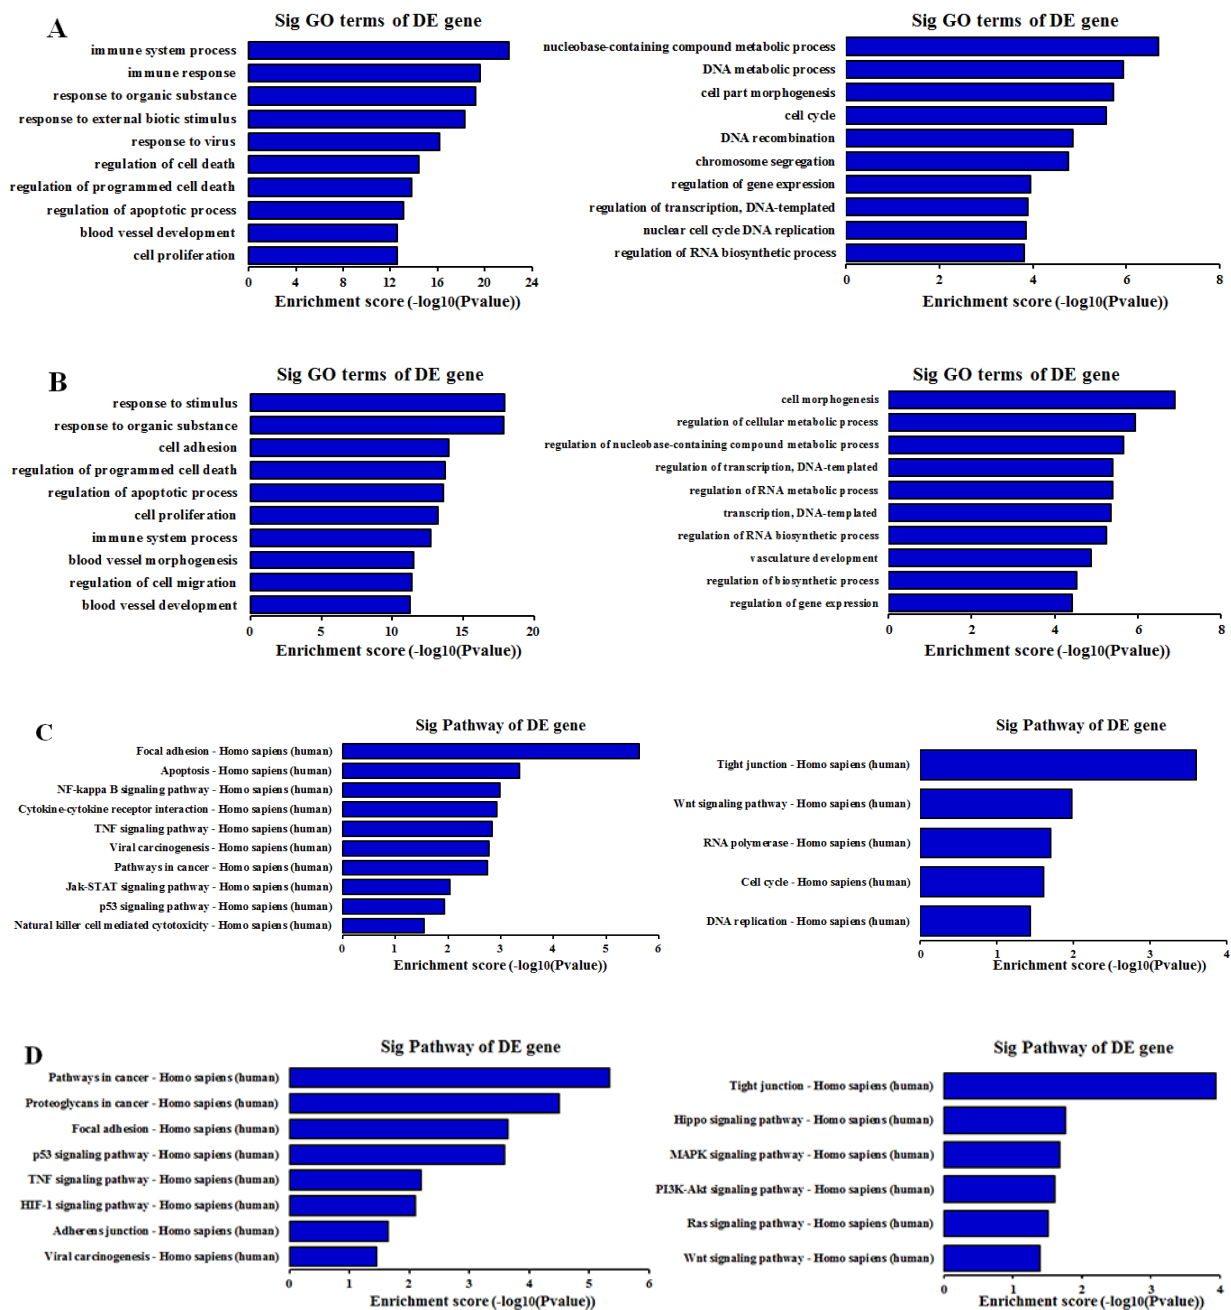 A
Sig GO terms of DE gene
immune system process
immune response
response to organic substance
response to external biotic stimulus
response to virus
regulation of cell death
regulation of programmed cell death
regulation of apoptotic process
blood vessel development
cell proliferation
0 4 8 12 16 20 24
Enrichment score (-log10(Pvalue))
Sig GO terms of DE gene
nucleobase-containing compound metabolic process
DNA metabolic process
cell part morphogenesis
cell cycle
DNA recombination
chromosome segregation
regulation of gene expression
regulation of transcription, DNA-templated
nuclear cell cycle DNA replication
regulation of RNA biosynthetic process
0 2 4 6 8
Enrichment score (-log10(Pvalue))
B
Sig GO terms of DE gene
response to stimulus
response to organic substance
cell adhesion
regulation of programmed cell death
regulation of apoptotic process
cell proliferation
immune system process
blood vessel morphogenesis
regulation of cell migration
blood vessel development
0 5 10 15 20
Enrichment score (-log10(Pvalue))
Sig GO terms of DE gene
cell morphogenesis
regulation of cellular metabolic process
regulation of nucleobase-containing compound metabolic process
regulation of transcription, DNA-templated
regulation of RNA metabolic process
transcription, DNA-templated
regulation of RNA biosynthetic process
vasculature development
regulation of biosynthetic process
regulation of gene expression
0 2 4 6 8
Enrichment score (-log10(Pvalue))
C
Sig Pathway of DE gene
Focal adhesion - Homo sapiens (human)
Apoptosis - Homo sapiens (human)
NF-kappa B signaling pathway - Homo sapiens (human)
Cytokine-cytokine receptor interaction - Homo sapiens (human)
TNF signaling pathway - Homo sapiens (human)
Viral carcinogenesis - Homo sapiens (human)
Pathways in cancer - Homo sapiens (human)
Jak-STAT signaling pathway - Homo sapiens (human)
p53 signaling pathway - Homo sapiens (human)
Natural killer cell mediated cytotoxicity - Homo sapiens (human)
0 1 2 3 4 5 6
Enrichment score (-log10(Pvalue))
Sig Pathway of DE gene
Tight junction - Homo sapiens (human)
Wnt signaling pathway - Homo sapiens (human)
RNA polymerase - Homo sapiens (human)
Cell cycle - Homo sapiens (human)
DNA replication - Homo sapiens (human)
0 1 2 3 4
Enrichment score (-log10(Pvalue))
D
Sig Pathway of DE gene
Pathways in cancer - Homo sapiens (human)
Proteoglycans in cancer - Homo sapiens (human)
Focal adhesion - Homo sapiens (human)
p53 signaling pathway - Homo sapiens (human)
TNF signaling pathway - Homo sapiens (human)
HIF-1 signaling pathway - Homo sapiens (human)
Adherens junction - Homo sapiens (human)
Viral carcinogenesis - Homo sapiens (human)
0 1 2 3 4 5 6
Enrichment score (-log10(Pvalue))
Sig Pathway of DE gene
Tight junction - Homo sapiens (human)
Hippo signaling pathway - Homo sapiens (human)
MAPK signaling pathway - Homo sapiens (human)
PI3K-Akt signaling pathway - Homo sapiens (human)
Ras signaling pathway - Homo sapiens (human)
Wnt signaling pathway - Homo sapiens (human)
0 1 2 3 4
Enrichment score (-log10(Pvalue))